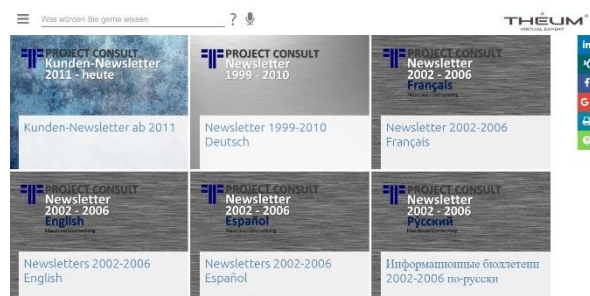 Was würden Sie gerne wissen
?
THEUM
VIRTUAL EXPERT
in
f
G
PROJECT CONSULT
Kunden-Newsletter
2011 - heute
Kunden-Newsletter ab 2011
PROJECT CONSULT
Newsletter
1999 - 2010
Newsletter 1999-2010
Deutsch
PROJECT CONSULT
Newsletter
2002 - 2006
Français
Newsletter 2002-2006
Français
PROJECT CONSULT
Newsletter
2002 - 2006
English
Newsletters 2002-2006
English
PROJECT CONSULT
Newsletter
2002 - 2006
Español
Newsletters 2002-2006
Español
PROJECT CONSULT
Newsletter
2002 - 2006
Русский
Информационные бюллетени
2002-2006 по-русски